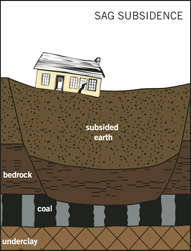 SAG SUBSIDENCE
subsided
earth
bedrock
coal
underclay